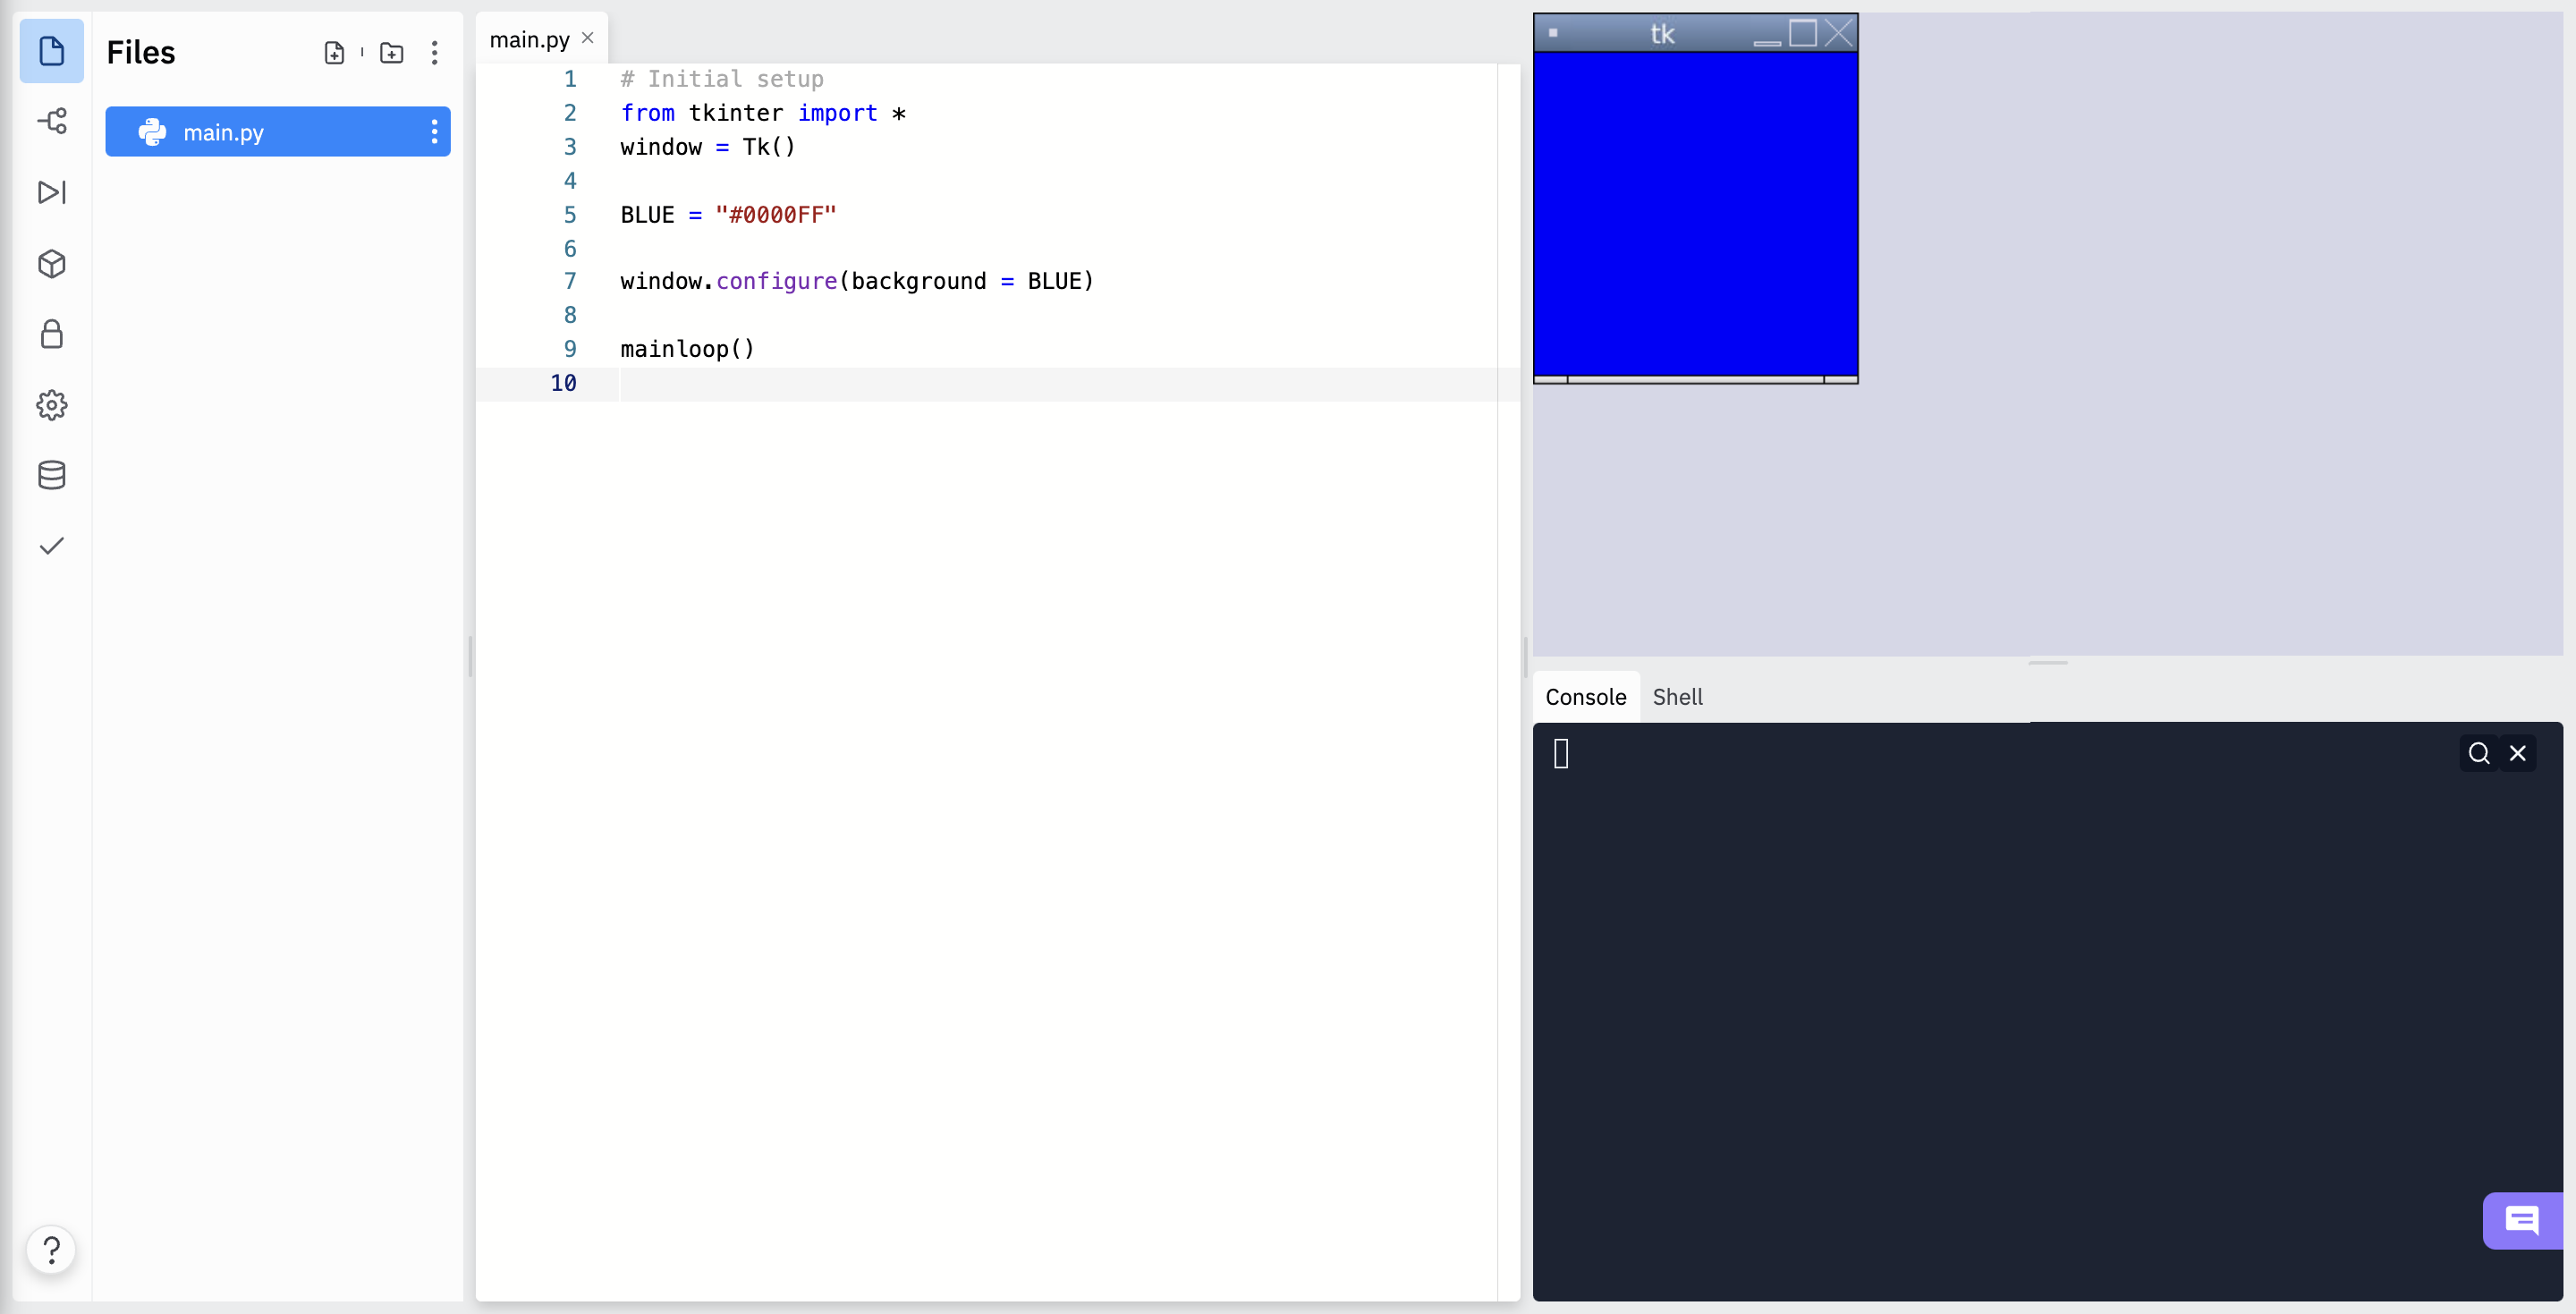 Files
main.py
main.py
1 # Initial setup
2 from tkinter import *
3 window = Tk()
4
5 BLUE = "#0000FF"
6
7 window.configure(background = BLUE)
8
9 mainloop()
10
tk
Console Shell
?